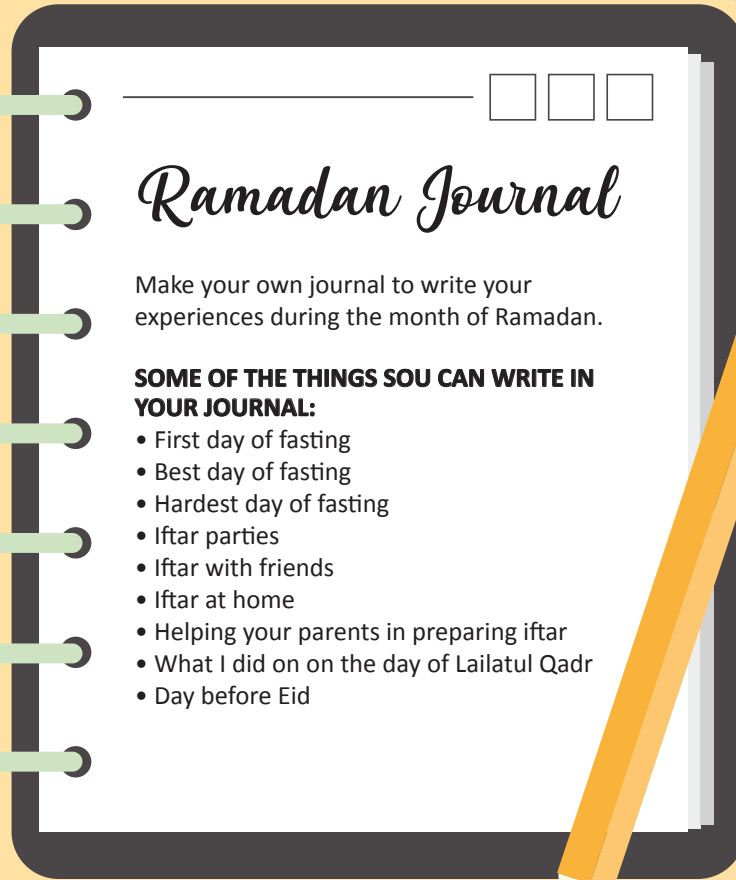 Ramadan Journal
Make your own journal to write your
experiences during the month of Ramadan.
SOME OF THE THINGS SOU CAN WRITE IN
YOUR JOURNAL:
• First day of fasting
• Best day of fasting
• Hardest day of fasting
• Iftar parties
• Iftar with friends
• Iftar at home
• Helping your parents in preparing iftar
• What I did on on the day of Lailatul Qadr
• Day before Eid